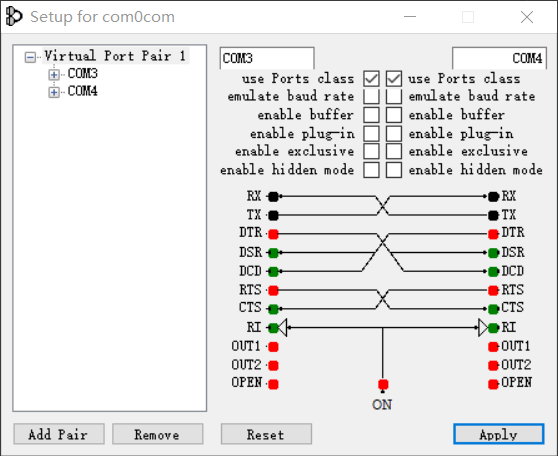 Setup for com0com
Virtual Port Pair 1
COM3
COM4
COM3 COM4
use Ports class use Ports class
emulate baud rate emulate baud rate
enable buffer enable buffer
enable plug-in enable plug-in
enable exclusive enable exclusive
enable hidden mode enable hidden mode
RX RX
TX TX
DTR DTR
DSR DSR
DCD DCD
RTS RTS
CTS CTS
RI RI
OUT1 OUT1
OUT2 OUT2
OPEN OPEN
ON
Add Pair Remove Reset Apply